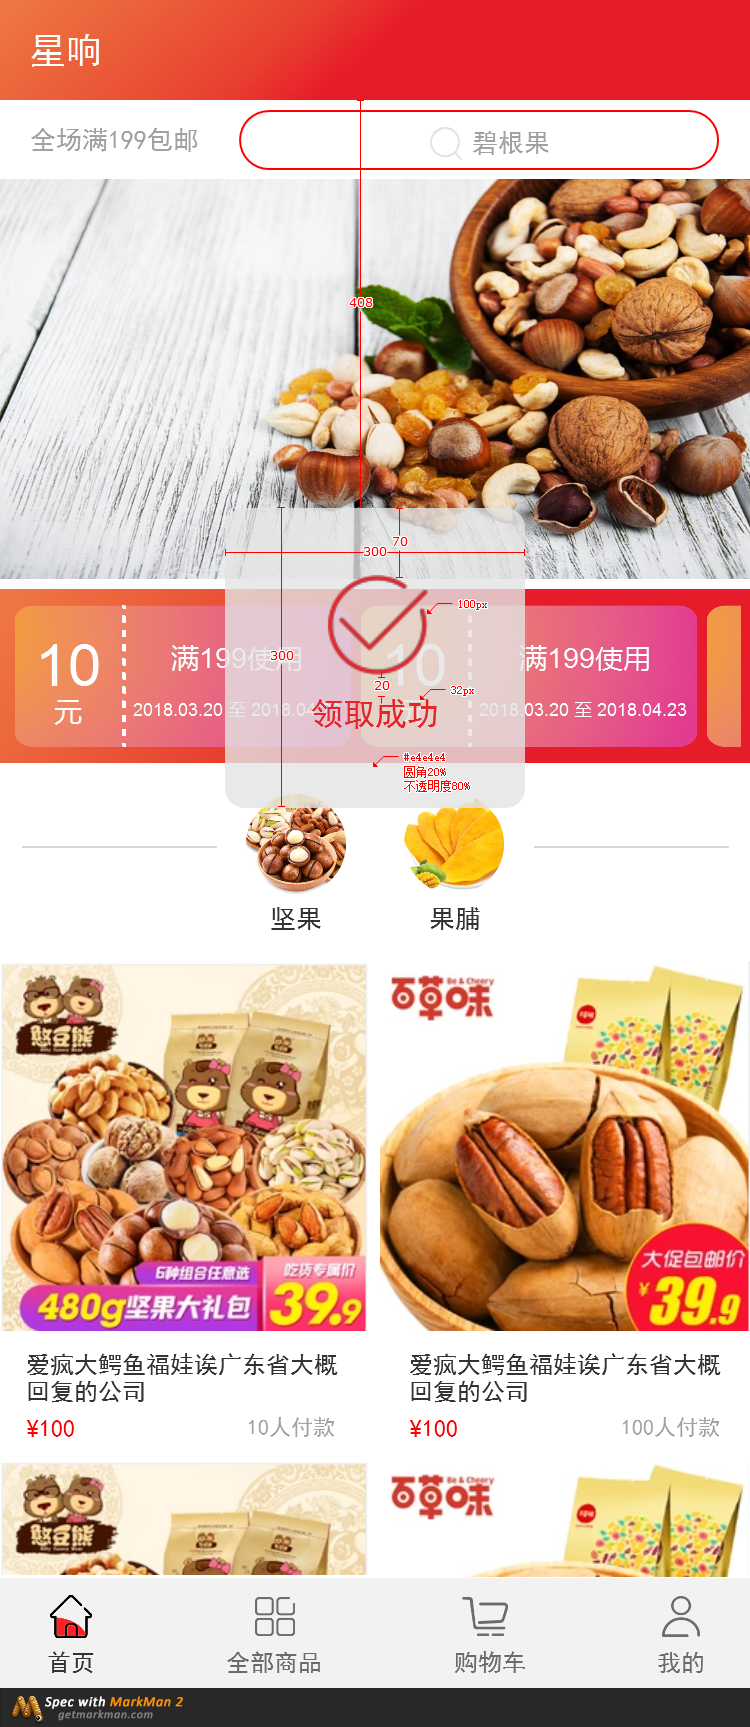 星响
全场满199包邮
碧根果
408
70
300
100px
10
元
满199使用
2018.03.20 至 2018.04
300
10
满199使用
2018.03.20 至 2018.04.23
20
32px
领取成功
#e4e4e4
圆角20%
不透明度80%
坚果
果脯
憨豆熊
6种组合任意选
480g坚果大礼包
吃货专属价
39.9
Be & Cheery
百草味
大促包邮价
¥39.9
爱疯大鳄鱼福娃诶广东省大概
回复的公司
¥100
10人付款
爱疯大鳄鱼福娃诶广东省大概
回复的公司
¥100
100人付款
憨豆熊
Be & Cheery
百草味
首页
全部商品
购物车
我的
Spec with MarkMan 2
getmarkman.com